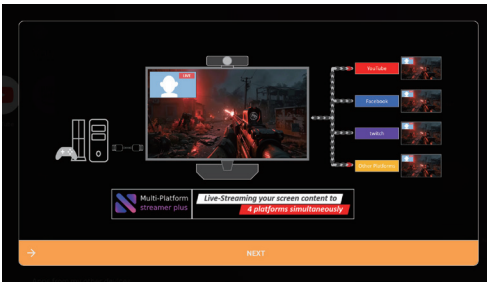 LIVE
YouTube
Facebook
twitch
Other Platforms
Multi-Platform
streamer plus
Live-Streaming your screen content to
4 platforms simultaneously
NEXT